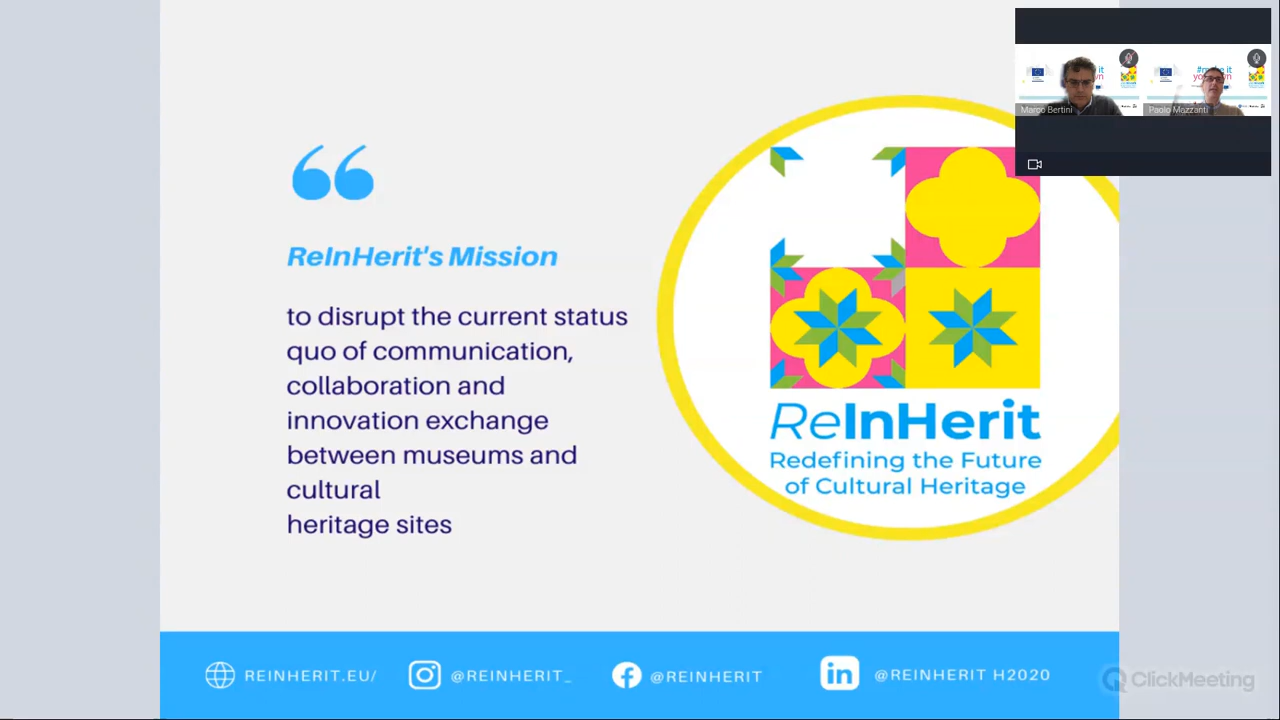 ReInHerit's Mission
to disrupt the current status
quo of communication,
collaboration and
innovation exchange
between museums and
cultural
heritage sites
ReInHerit
Redefining the Future
of Cultural Heritage
Marco Bertini
Paolo Mazzanti
REINHERIT.EU/
@REINHERIT_
@REINHERIT
@REINHERIT H2020
ClickMeeting